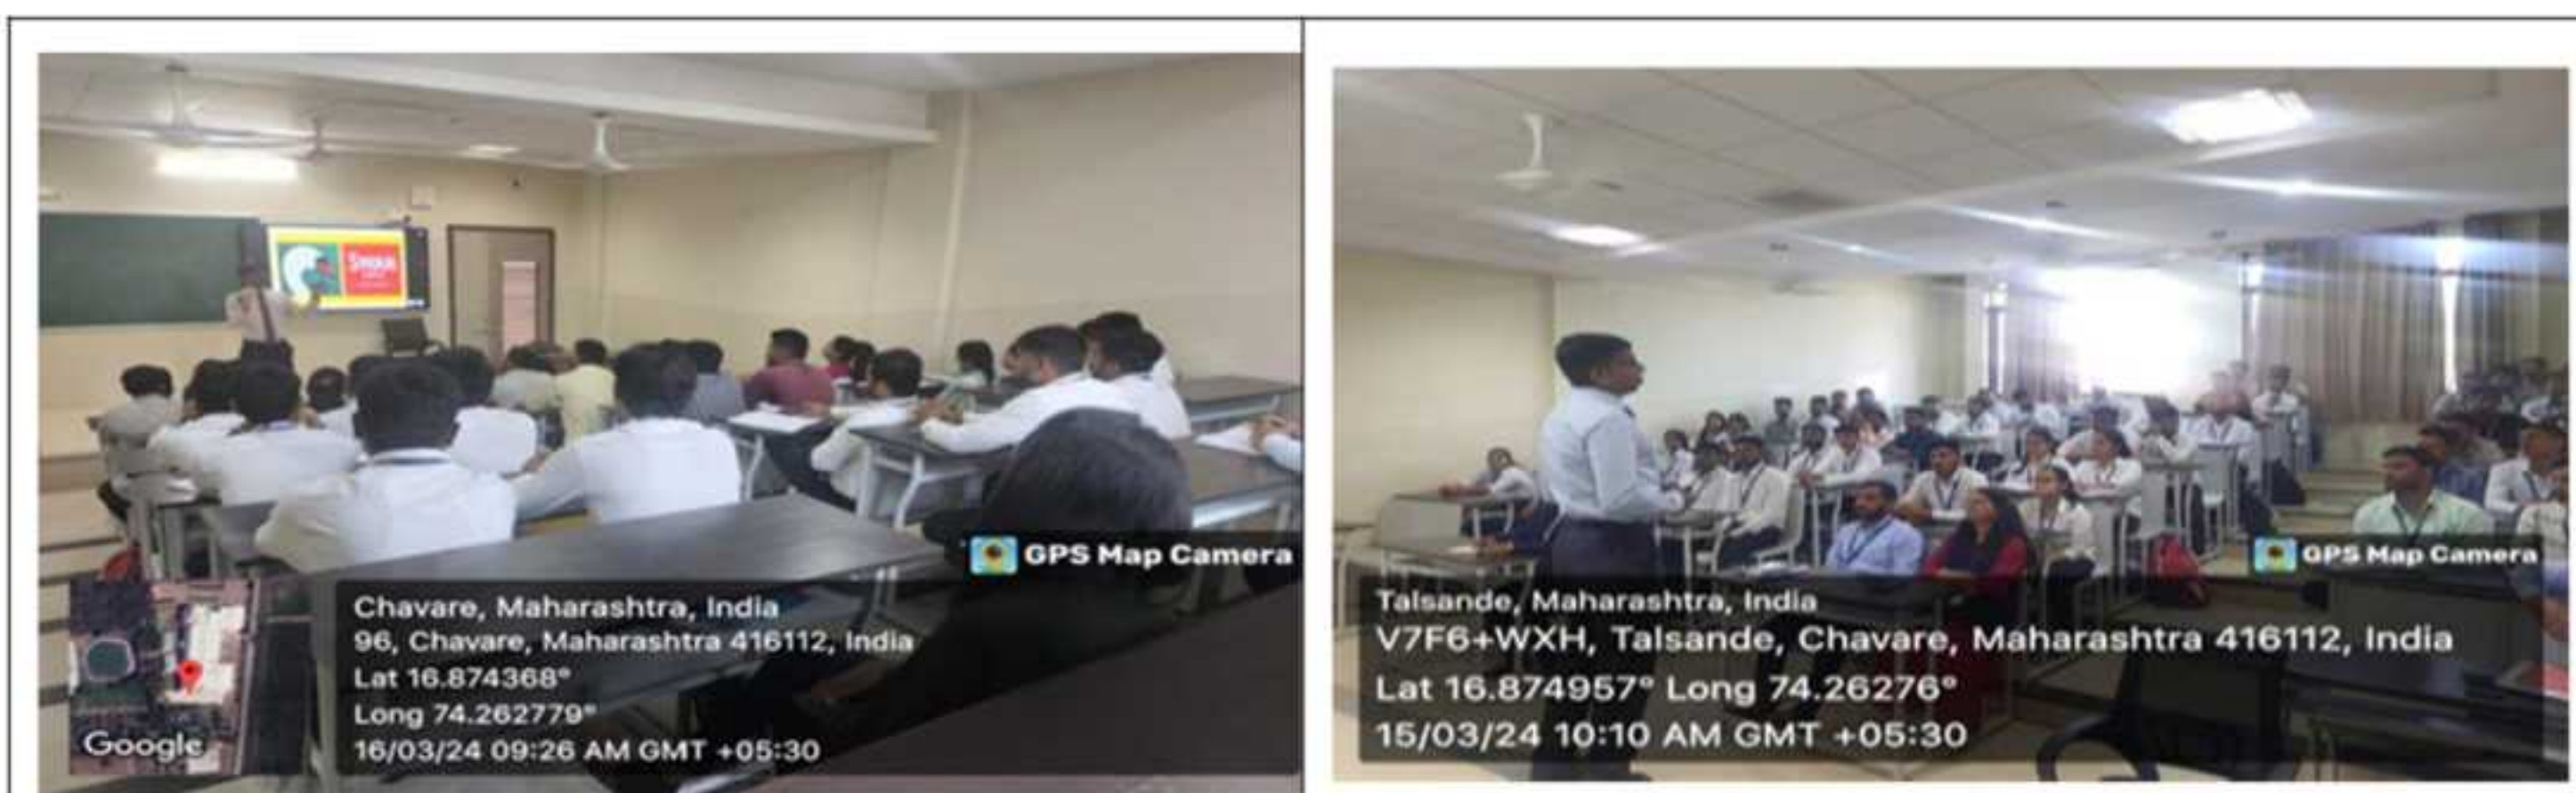 GPS Map Camera
Chavare, Maharashtra, India
96, Chavare, Maharashtra 416112, India
Lat 16.874368°
Long 74.262779°
16/03/24 09:26 AM GMT +05:30
Google
GPS Map Camera
Talsande, Maharashtra, India
V7F6+WXH, Talsande, Chavare, Maharashtra 416112, India
Lat 16.874957° Long 74.26276°
15/03/24 10:10 AM GMT +05:30